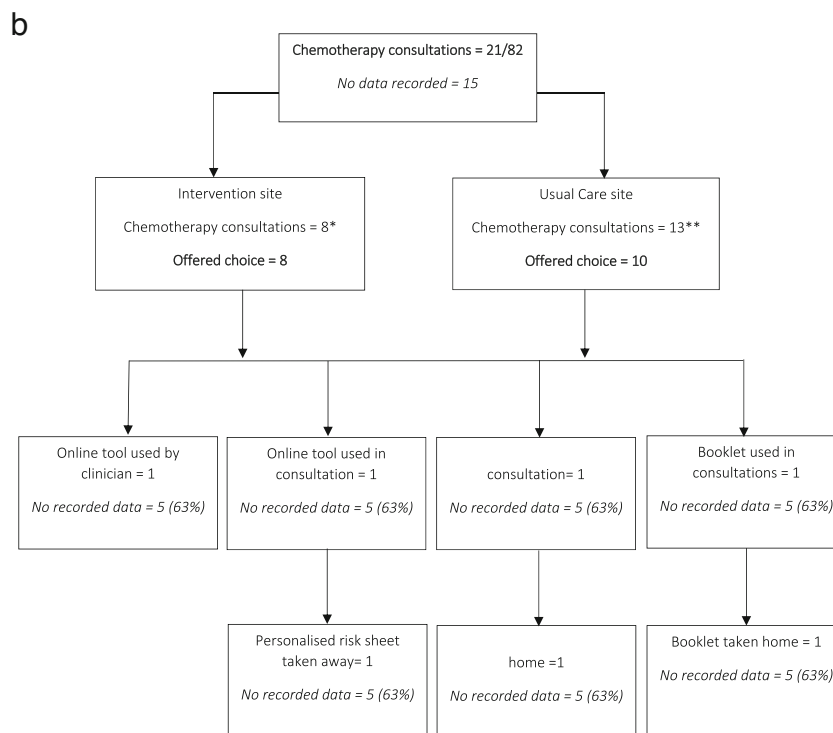 b
Chemotherapy consultations = 21/82
No data recorded = 15
Intervention site
Chemotherapy consultations = 8*
Offered choice = 8
Usual Care site
Chemotherapy consultations = 13**
Offered choice = 10
Online tool used by
clinician = 1
No recorded data = 5 (63%)
Online tool used in
consultation = 1
No recorded data = 5 (63%)
consultation= 1
No recorded data = 5 (63%)
Booklet used in
consultations = 1
No recorded data = 5 (63%)
Personalised risk sheet
taken away= 1
No recorded data = 5 (63%)
home =1
No recorded data = 5 (63%)
Booklet taken home = 1
No recorded data = 5 (63%)